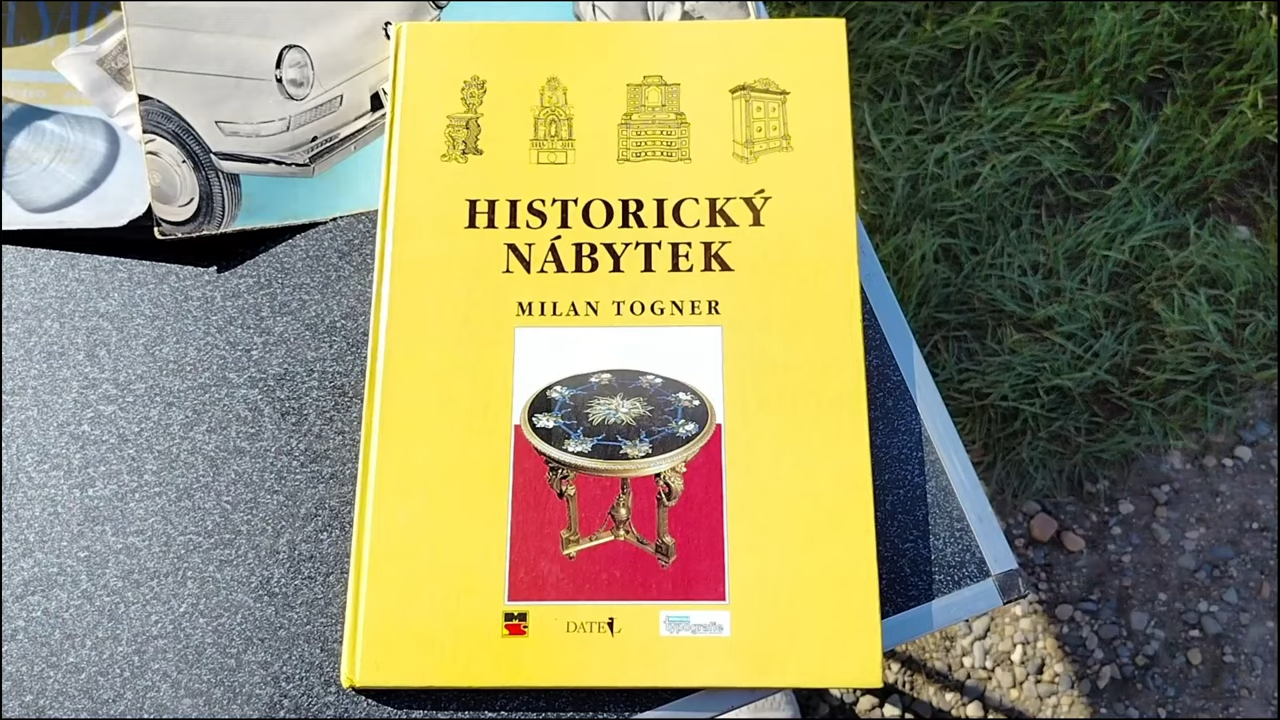 HISTORICKÝ
NÁBYTEK
MILAN TOGNER
DATEL
typografie